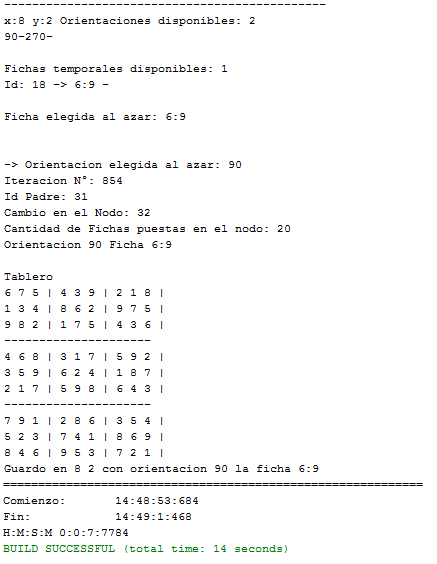 ----------------------------------------------
x:8 y:2 Orientaciones disponibles: 2
90-270-
Fichas temporales disponibles: 1
Id: 18 -> 6:9 -
Ficha elegida al azar: 6:9
-> Orientacion elegida al azar: 90
Iteracion N°: 854
Id Padre: 31
Cambio en el Nodo: 32
Cantidad de Fichas puestas en el nodo: 20
Orientacion 90 Ficha 6:9
Tablero
6 7 5 | 4 3 9 | 2 1 8 |
1 3 4 | 8 6 2 | 9 7 5 |
9 8 2 | 1 7 5 | 4 3 6 |
---------------------
4 6 8 | 3 1 7 | 5 9 2 |
3 5 9 | 6 2 4 | 1 8 7 |
2 1 7 | 5 9 8 | 6 4 3 |
---------------------
7 9 1 | 2 8 6 | 3 5 4 |
5 2 3 | 7 4 1 | 8 6 9 |
8 4 6 | 9 5 3 | 7 2 1 |
Guardo en 8 2 con orientacion 90 la ficha 6:9
============================================================
Comienzo: 14:48:53:684
Fin: 14:49:1:468
H:M:S:M 0:0:7:7784
BUILD SUCCESSFUL (total time: 14 seconds)